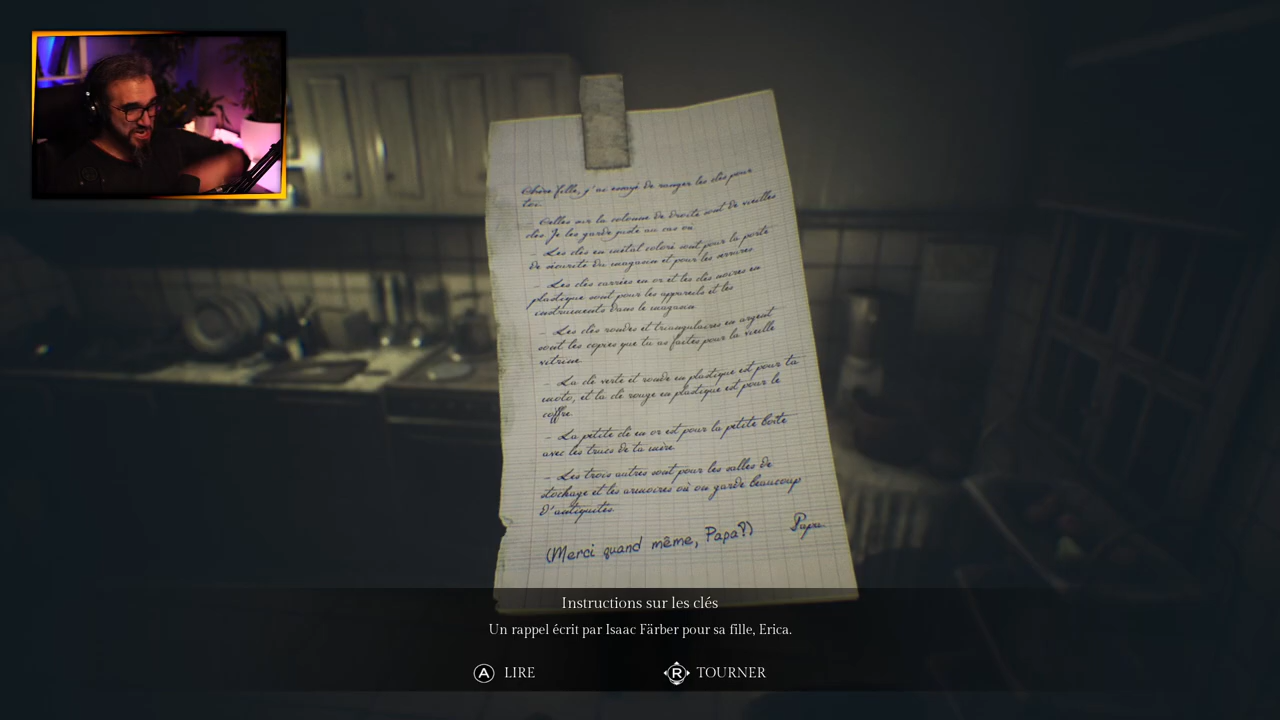 Chère fille, j'ai essayé de ranger les clés pour
toi.
- Celles sur la colonne de droite sont de vieilles
clés Je les garde juste au cas où
- Les clés en métal coloré sont pour la porte
de sécurité du magasin et pour les serrures
- Les clés carrées en or et les clés noires en
plastique sont pour les appareils et les
instruments dans le magasin
- Les clés rondes et triangulaires en argent
sont les copies que tu as faites pour la vieille
vitrine
- La clé verte et ronde en plastique est pour ta
moto, et la clé rouge en plastique est pour le
coffre.
- La petite clé en or est pour la petite boîte
avec les trucs de ta mère.
- Les trois autres sont pour les salles de
stockage et les armoires où on garde beaucoup
d'antiquités.
Papa
(Merci quand même, Papa!)
Instructions sur les clés
Un rappel écrit par Isaac Färber pour sa fille, Erica.
A LIRE
R TOURNER